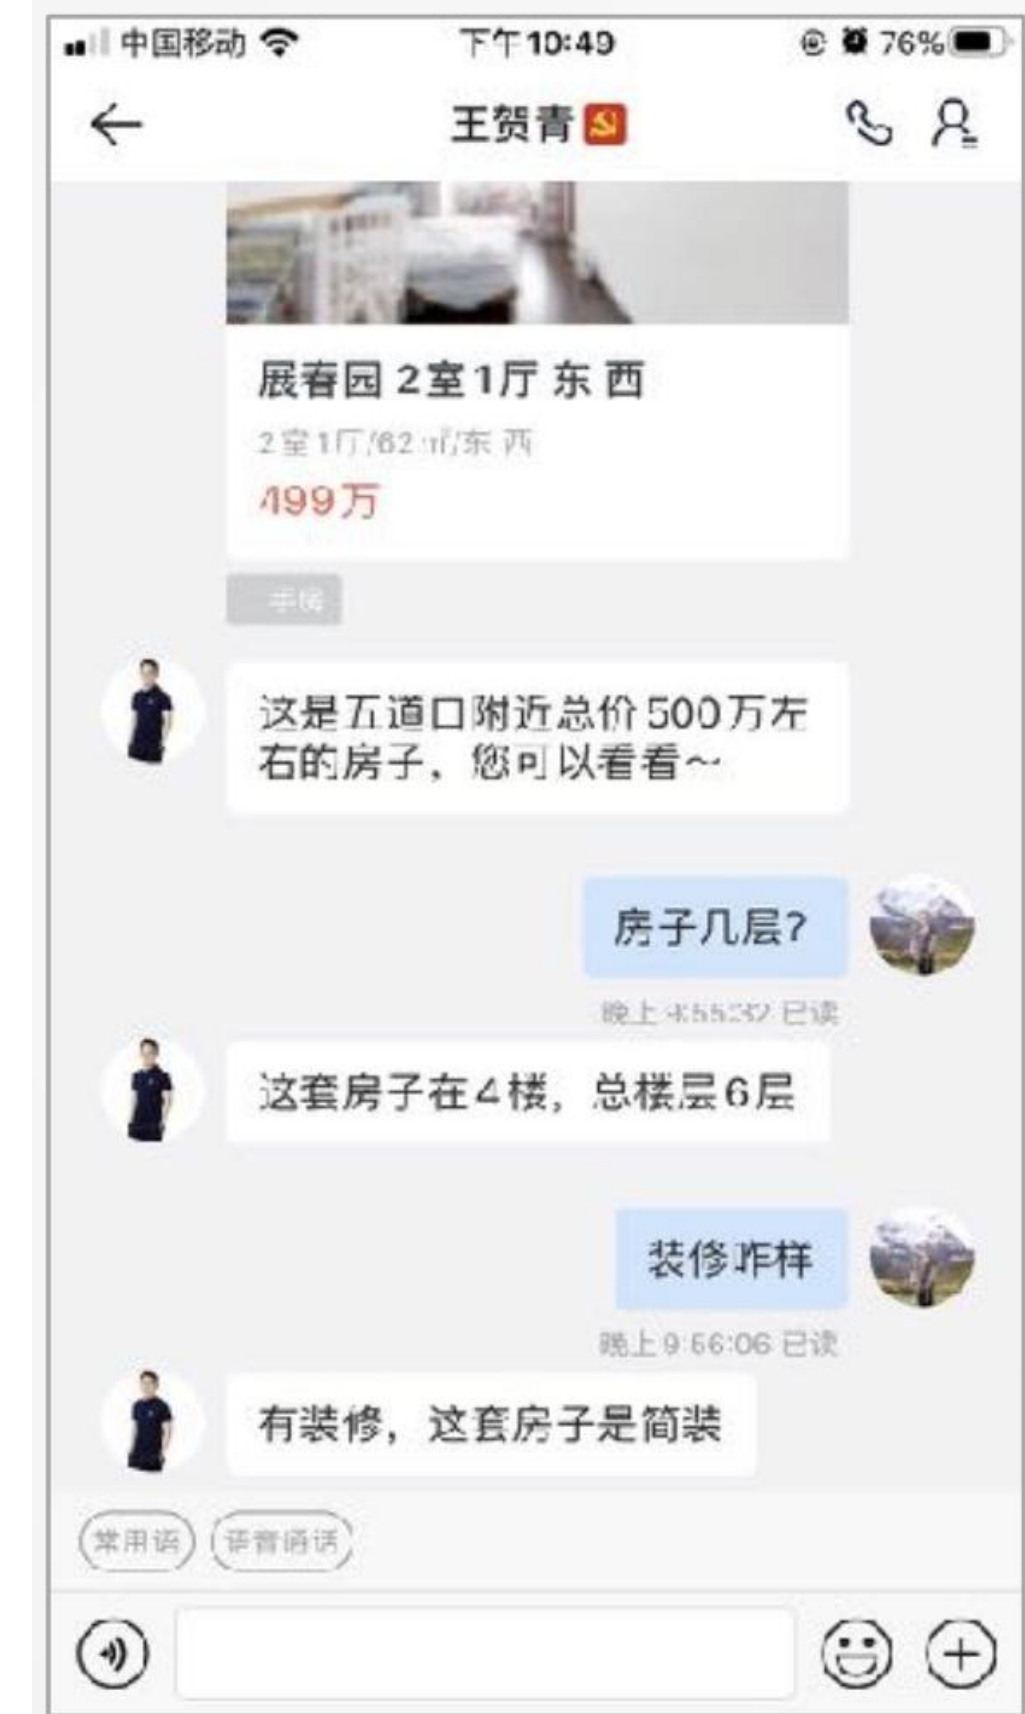 中国移动 下午10:49 76%
王贺青
展春园 2室1厅 东 西
2室1厅/62㎡/东 西
499万
这是五道口附近总价500万左
右的房子，您可以看看～
房子几层?
晚上 已读
这套房子在4楼，总楼层6层
装修咋样
晚上9:56:06 已读
有装修，这套房子是简装
常用语 语音通话